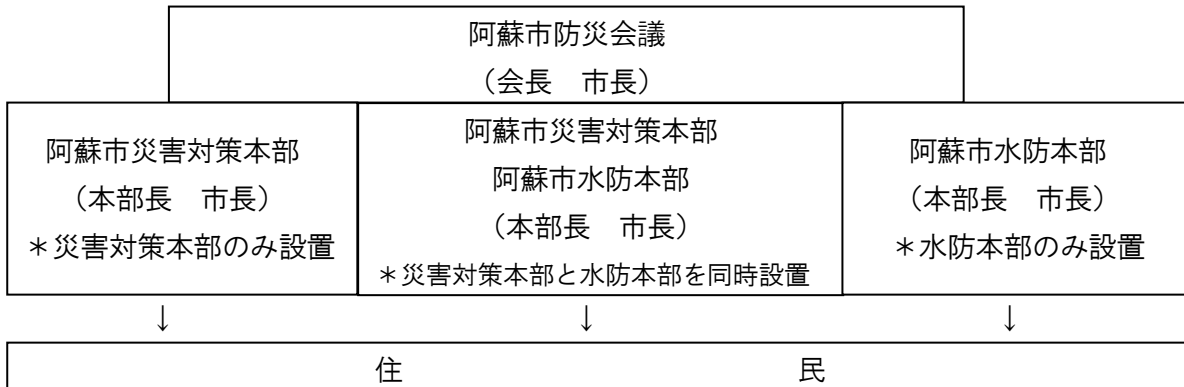 阿蘇市防災会議
（会長　市長）
阿蘇市災害対策本部
（本部長　市長）
＊災害対策本部のみ設置
阿蘇市災害対策本部
阿蘇市水防本部
（本部長　市長）
＊災害対策本部と水防本部を同時設置
阿蘇市水防本部
（本部長　市長）
＊水防本部のみ設置
↓　↓　↓
住　民